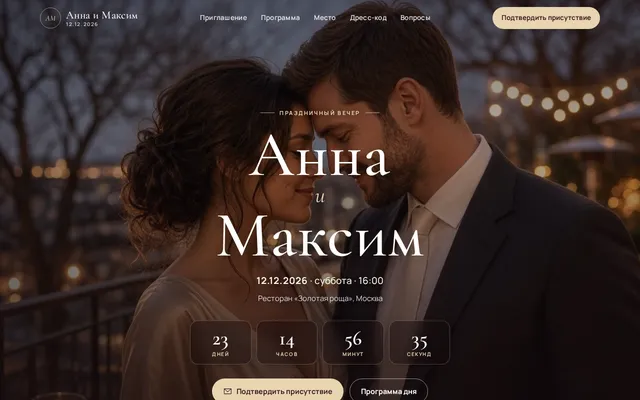 AM
Анна и Максим
12.12.2026
Приглашение
Программа
Место
Дресс-код
Вопросы
Подтвердить присутствие
ПРАЗДНИЧНЫЙ ВЕЧЕР
Анна
и
Максим
12.12.2026 · суббота · 16:00
Ресторан «Золотая роща», Москва
23
ДНЕЙ
14
ЧАСОВ
56
МИНУТ
35
СЕКУНД
Подтвердить присутствие
Программа дня